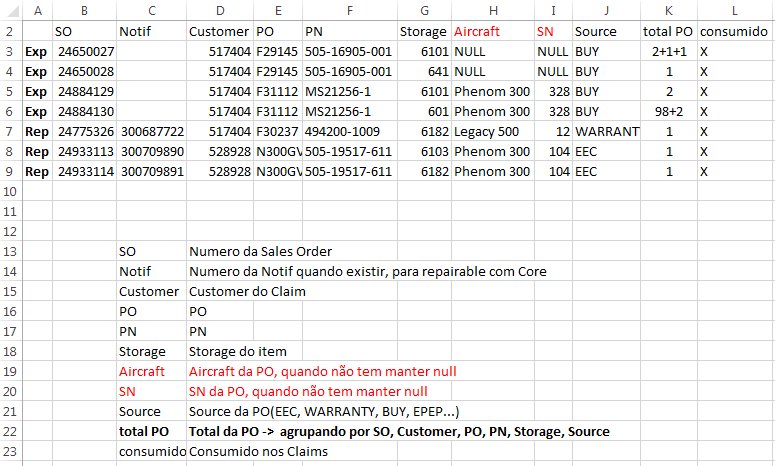 A B C D E F G H I J K L
2 SO Notif Customer PO PN Storage Aircraft SN Source total PO consumido
3 Exp 24650027 517404 F29145 505-16905-001 6101 NULL NULL BUY 2+1+1 X
4 Exp 24650028 517404 F29145 505-16905-001 641 NULL NULL BUY 1 X
5 Exp 24884129 517404 F31112 MS21256-1 6101 Phenom 300 328 BUY 2 X
6 Exp 24884130 517404 F31112 MS21256-1 601 Phenom 300 328 BUY 98+2 X
7 Rep 24775326 300687722 517404 F30237 494200-1009 6182 Legacy 500 12 WARRANT 1 X
8 Rep 24933113 300709890 528928 N300GV 505-19517-611 6103 Phenom 300 104 EEC 1 X
9 Rep 24933114 300709891 528928 N300GV 505-19517-611 6182 Phenom 300 104 EEC 1 X
10
11
12
13 SO Numero da Sales Order
14 Notif Numero da Notif quando existir, para repairable com Core
15 Customer Customer do Claim
16 PO PO
17 PN PN
18 Storage Storage do item
19 Aircraft Aircraft da PO, quando não tem manter null
20 SN SN da PO, quando não tem manter null
21 Source Source da PO(EEC, WARRANTY, BUY, EPEP...)
22 total PO Total da PO -> agrupando por SO, Customer, PO, PN, Storage, Source
23 consumido Consumido nos Claims